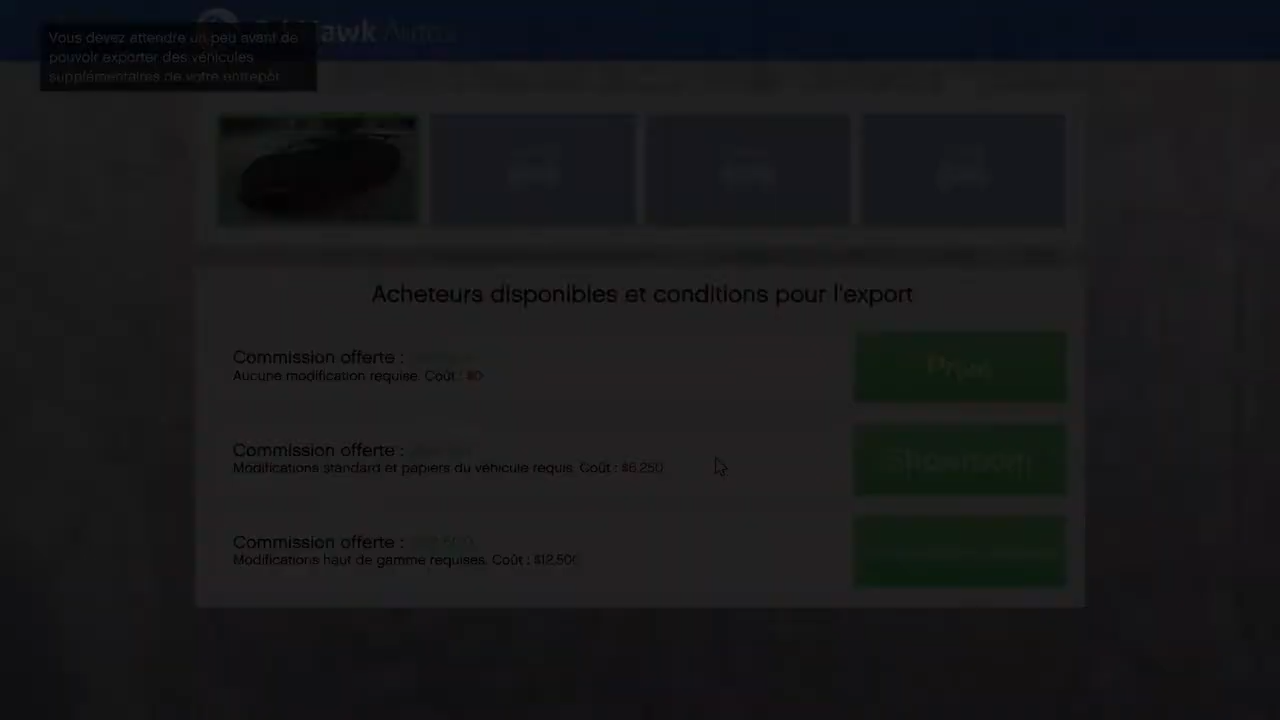 Vous devez attendre un peu avant de
pouvoir exporter des véhicules
supplémentaires de votre entrepôt.
Acheteurs disponibles et conditions pour l'export
Commission offerte :
Aucune modification requise. Coût : $0
Privé
Commission offerte :
Modifications standard et papiers du véhicule requis. Coût : $6,250
Showroom
Commission offerte :
Modifications haut de gamme requises. Coût : $12,500